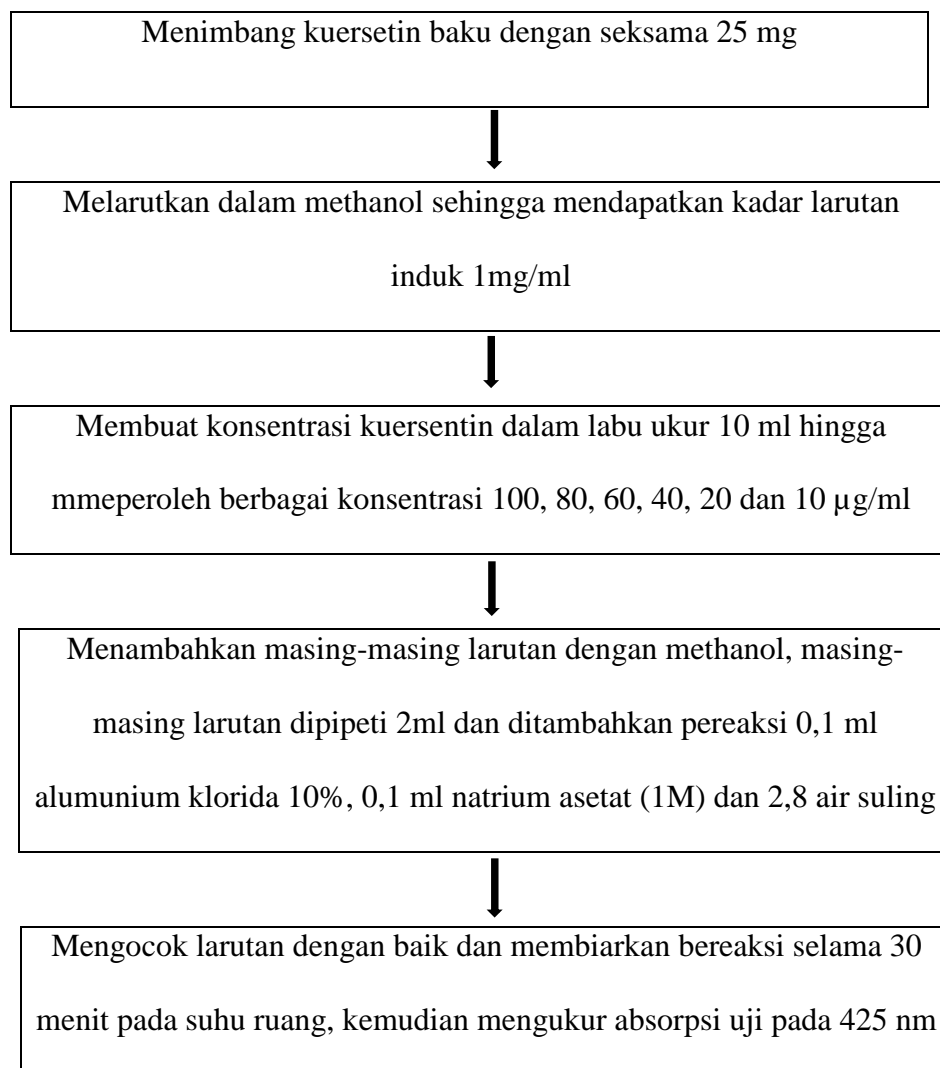 Menimbang kuersetin baku dengan seksama 25 mg
Melarutkan dalam methanol sehingga mendapatkan kadar larutan
induk 1mg/ml
Membuat konsentrasi kuersentin dalam labu ukur 10 ml hingga
mmeperoleh berbagai konsentrasi 100, 80, 60, 40, 20 dan 10 µg/ml
Menambahkan masing-masing larutan dengan methanol, masing-
masing larutan dipipeti 2ml dan ditambahkan pereaksi 0,1 ml
alumunium klorida 10%, 0,1 ml natrium asetat (1M) dan 2,8 air suling
Mengocok larutan dengan baik dan membiarkan bereaksi selama 30
menit pada suhu ruang, kemudian mengukur absorpsi uji pada 425 nm